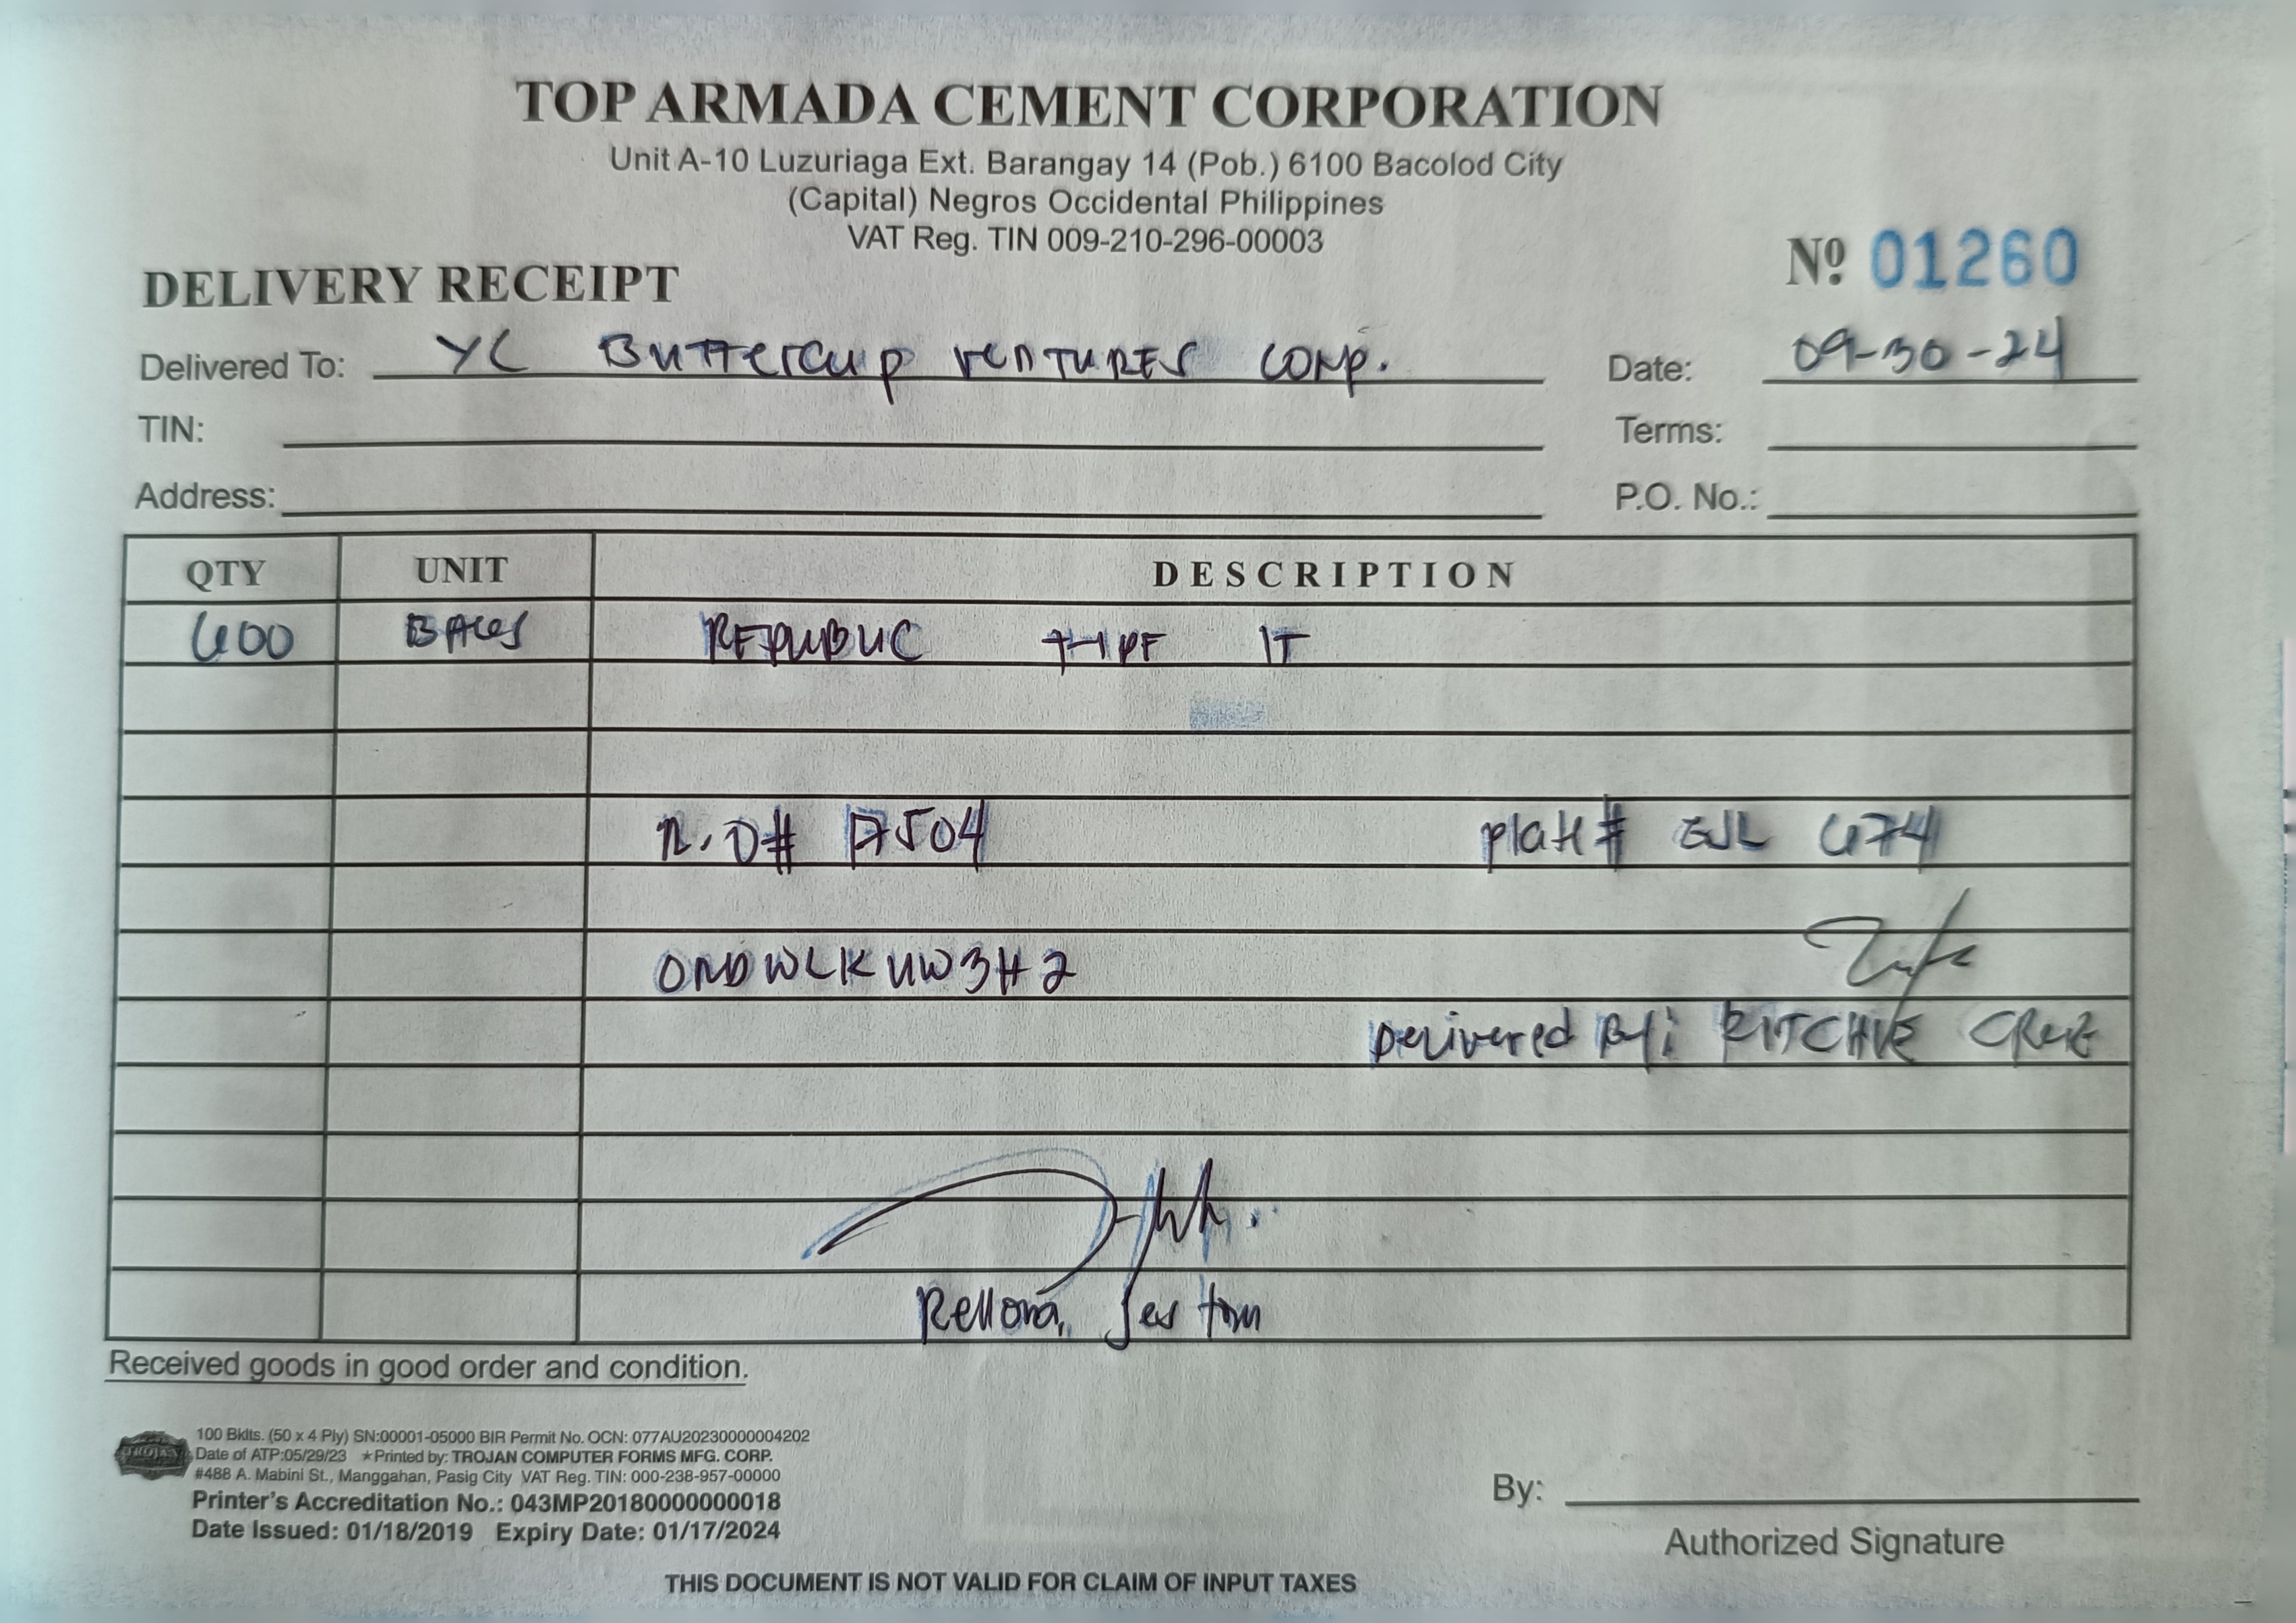 TOP ARMADA CEMENT CORPORATION
Unit A-10 Luzuriaga Ext. Barangay 14 (Pob.) 6100 Bacolod City
(Capital) Negros Occidental Philippines
VAT Reg. TIN 009-210-296-00003
DELIVERY RECEIPT Nº 01260
Delivered To: YC Buttercup VENTURES CORP. Date: 09-30-24
TIN: Terms:
Address: P.O. No.:
QTY UNIT DESCRIPTION
600 BAGS REPUBLIC TYPE 1T
R.O# 17504 plate# EJL 674
Delivered By: RITCHIE CRUZ
Rellora,
Received goods in good order and condition.
TROJAN
100 Bklts. (50 x 4 Ply) SN:00001-05000 BIR Permit No. OCN: 077AU20230000004202
Date of ATP:05/29/23 ★Printed by: TROJAN COMPUTER FORMS MFG. CORP.
#488 A. Mabini St., Manggahan, Pasig City VAT Reg. TIN: 000-238-957-00000
Printer's Accreditation No.: 043MP20180000000018
Date Issued: 01/18/2019 Expiry Date: 01/17/2024
By:
Authorized Signature
THIS DOCUMENT IS NOT VALID FOR CLAIM OF INPUT TAXES